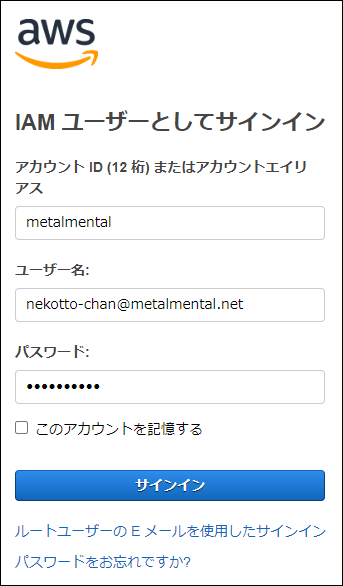 aws
IAM ユーザーとしてサインイン
アカウント ID (12 桁) またはアカウントエイリ
アス
metalmental
ユーザー名:
nekotto-chan@metalmental.net
パスワード:
••••••••••
このアカウントを記憶する
サインイン
ルートユーザーの E メールを使用したサインイン
パスワードをお忘れですか?